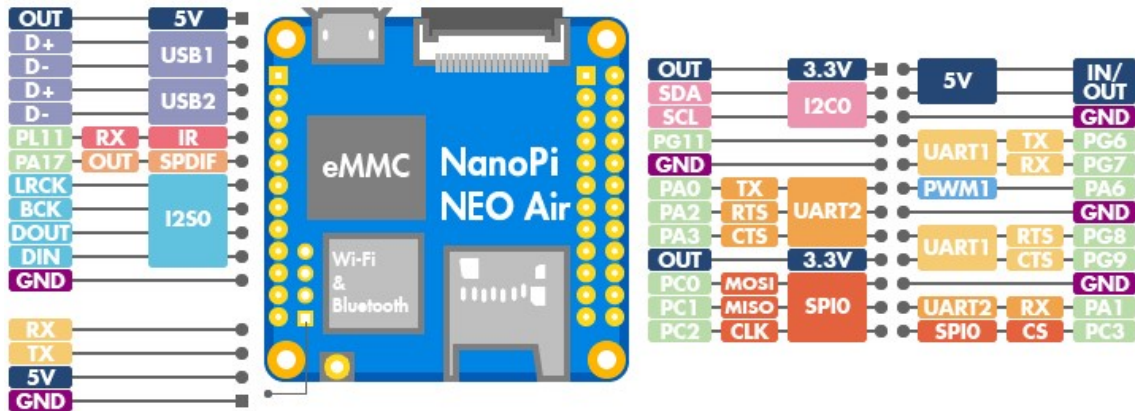 OUT 5V
D+ USB1
D-
D+ USB2
D-
PL11 RX IR
PA17 OUT SPDIF
LRCK I2S0
BCK
DOUT
DIN
GND
RX
TX
5V
GND
eMMC
NanoPi
NEO Air
Wi-Fi
&
Bluetooth
OUT 3.3V
SDA I2C0
SCL
PG11
GND
PA0 TX UART2
PA2 RTS
PA3 CTS
OUT 3.3V
PC0 MOSI SPI0
PC1 MISO
PC2 CLK
5V IN/
OUT
GND
UART1 TX PG6
RX PG7
PWM1 PA6
GND
UART1 RTS PG8
CTS PG9
GND
UART2 RX PA1
SPI0 CS PC3